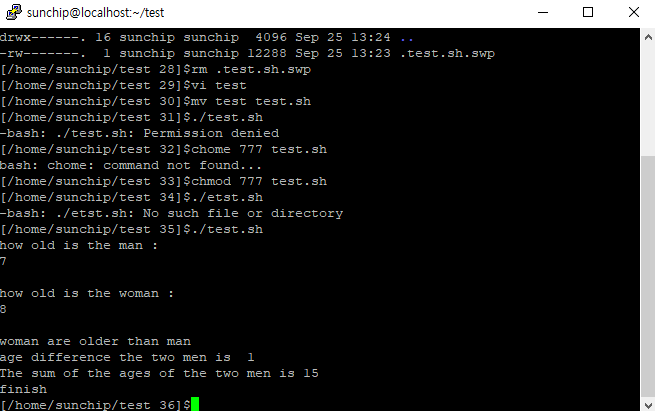 sunchip@localhost:~/test
drwx------. 16 sunchip sunchip  4096 Sep 25 13:24 ..
-rw-------.  1 sunchip sunchip 12288 Sep 25 13:23 .test.sh.swp
[/home/sunchip/test 28]$rm .test.sh.swp
[/home/sunchip/test 29]$vi test
[/home/sunchip/test 30]$mv test test.sh
[/home/sunchip/test 31]$./test.sh
-bash: ./test.sh: Permission denied
[/home/sunchip/test 32]$chome 777 test.sh
bash: chome: command not found...
[/home/sunchip/test 33]$chmod 777 test.sh
[/home/sunchip/test 34]$./etst.sh
-bash: ./etst.sh: No such file or directory
[/home/sunchip/test 35]$./test.sh
how old is the man :
7
how old is the woman :
8
woman are older than man
age difference the two men is  1
The sum of the ages of the two men is 15
finish
[/home/sunchip/test 36]$